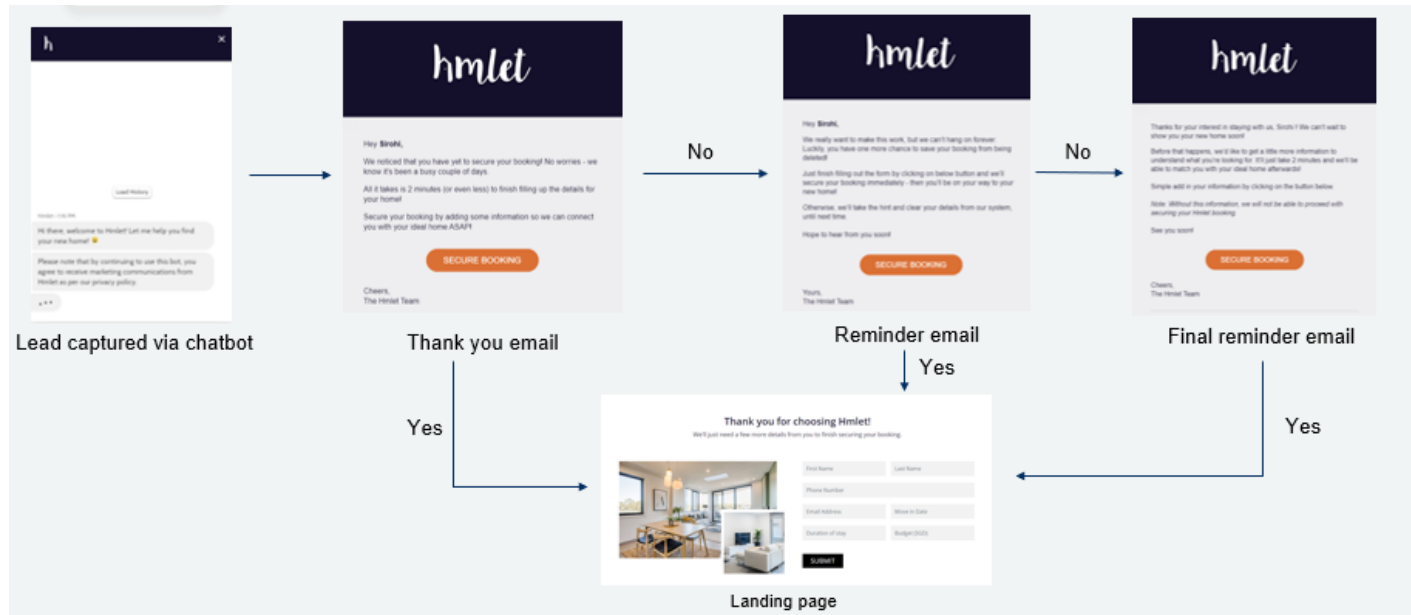 h
×
Load History
Hmlet - 1:51 PM
Hi there, welcome to Hmlet! Let me help you find
your new home! 😀
Please note that by continuing to use this bot, you
agree to receive marketing communications from
Hmlet as per our privacy policy.
Lead captured via chatbot
hmlet
Hey Sirohi,
We noticed that you have yet to secure your booking! No worries - we
know it's been a busy couple of days.
All it takes is 2 minutes (or even less) to finish filling up the details for
your home!
Secure your booking by adding some information so we can connect
you with your ideal home ASAP!
SECURE BOOKING
Cheers,
The Hmlet Team
Thank you email
No
hmlet
Hey Sirohi,
We really want to make this work, but we can't hang on forever.
Luckily, you have one more chance to save your booking from being
deleted!
Just finish filling out the form by clicking on below button and we'll
secure your booking immediately - then you'll be on your way to your
new home!
Otherwise, we'll take the hint and clear your details from our system,
until next time.
Hope to hear from you soon!
SECURE BOOKING
Yours,
The Hmlet Team
Reminder email
No
hmlet
Thanks for your interest in staying with us, Sirohi ! We can't wait to
show you your new home soon!
Before that happens, we'd like to get a little more information to
understand what you're looking for. It'll just take 2 minutes and we'll be
able to match you with your ideal home afterwards!
Simple add in your information by clicking on the button below.
Note: Without this information, we will not be able to proceed with
securing your Hmlet booking
See you soon!
SECURE BOOKING
Cheers,
The Hmlet Team
Final reminder email
Yes
Yes
Yes
Thank you for choosing Hmlet!
We'll just need a few more details from you to finish securing your booking.
First Name
Last Name
Phone Number
Email Address
Move in Date
Duration of stay
Budget (SGD)
SUBMIT
Landing page